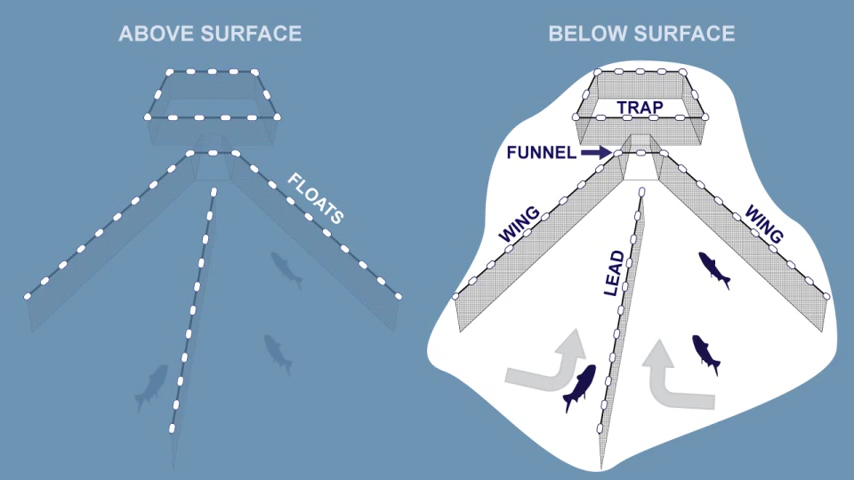 ABOVE SURFACE
FLOATS
BELOW SURFACE
TRAP
FUNNEL
WING
WING
LEAD